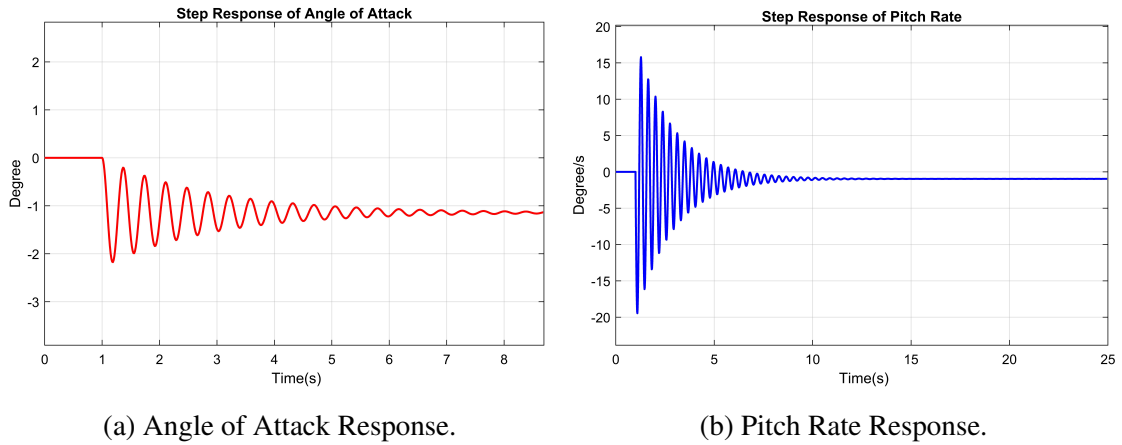 Step Response of Angle of Attack
2
1
0
-1
-2
-3
Degree
0 1 2 3 4 5 6 7 8
Time(s)
(a) Angle of Attack Response.
Step Response of Pitch Rate
20
15
10
5
0
-5
-10
-15
-20
Degree/s
0 5 10 15 20 25
Time(s)
(b) Pitch Rate Response.